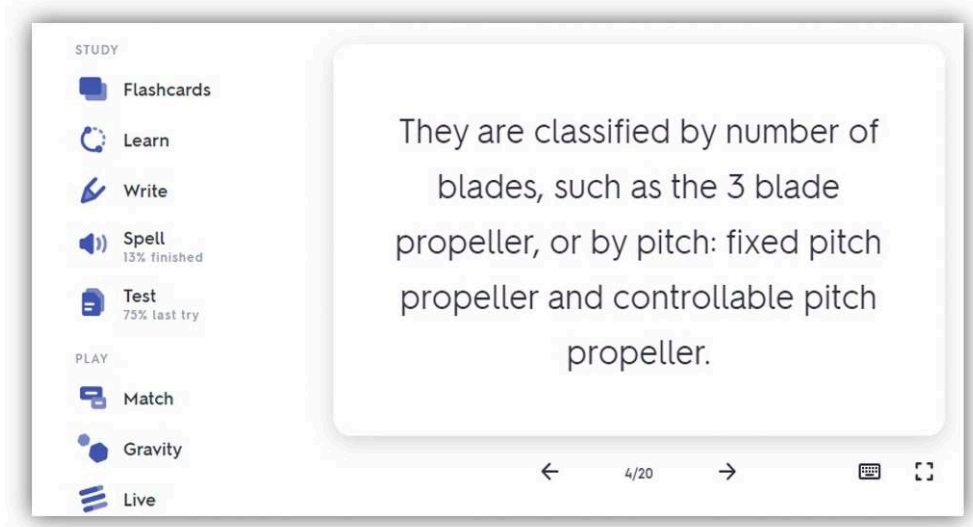 STUDY
Flashcards
Learn
Write
Spell
13% finished
Test
75% last try
PLAY
Match
Gravity
Live
They are classified by number of
blades, such as the 3 blade
propeller, or by pitch: fixed pitch
propeller and controllable pitch
propeller.
4/20